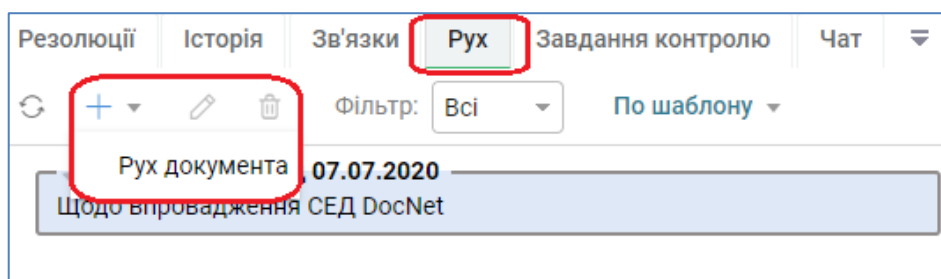 Резолюції Історія Зв'язки Рух Завдання контролю Чат
Фільтр: Всі По шаблону
Рух документа
07.07.2020
Щодо впровадження СЕД DocNet